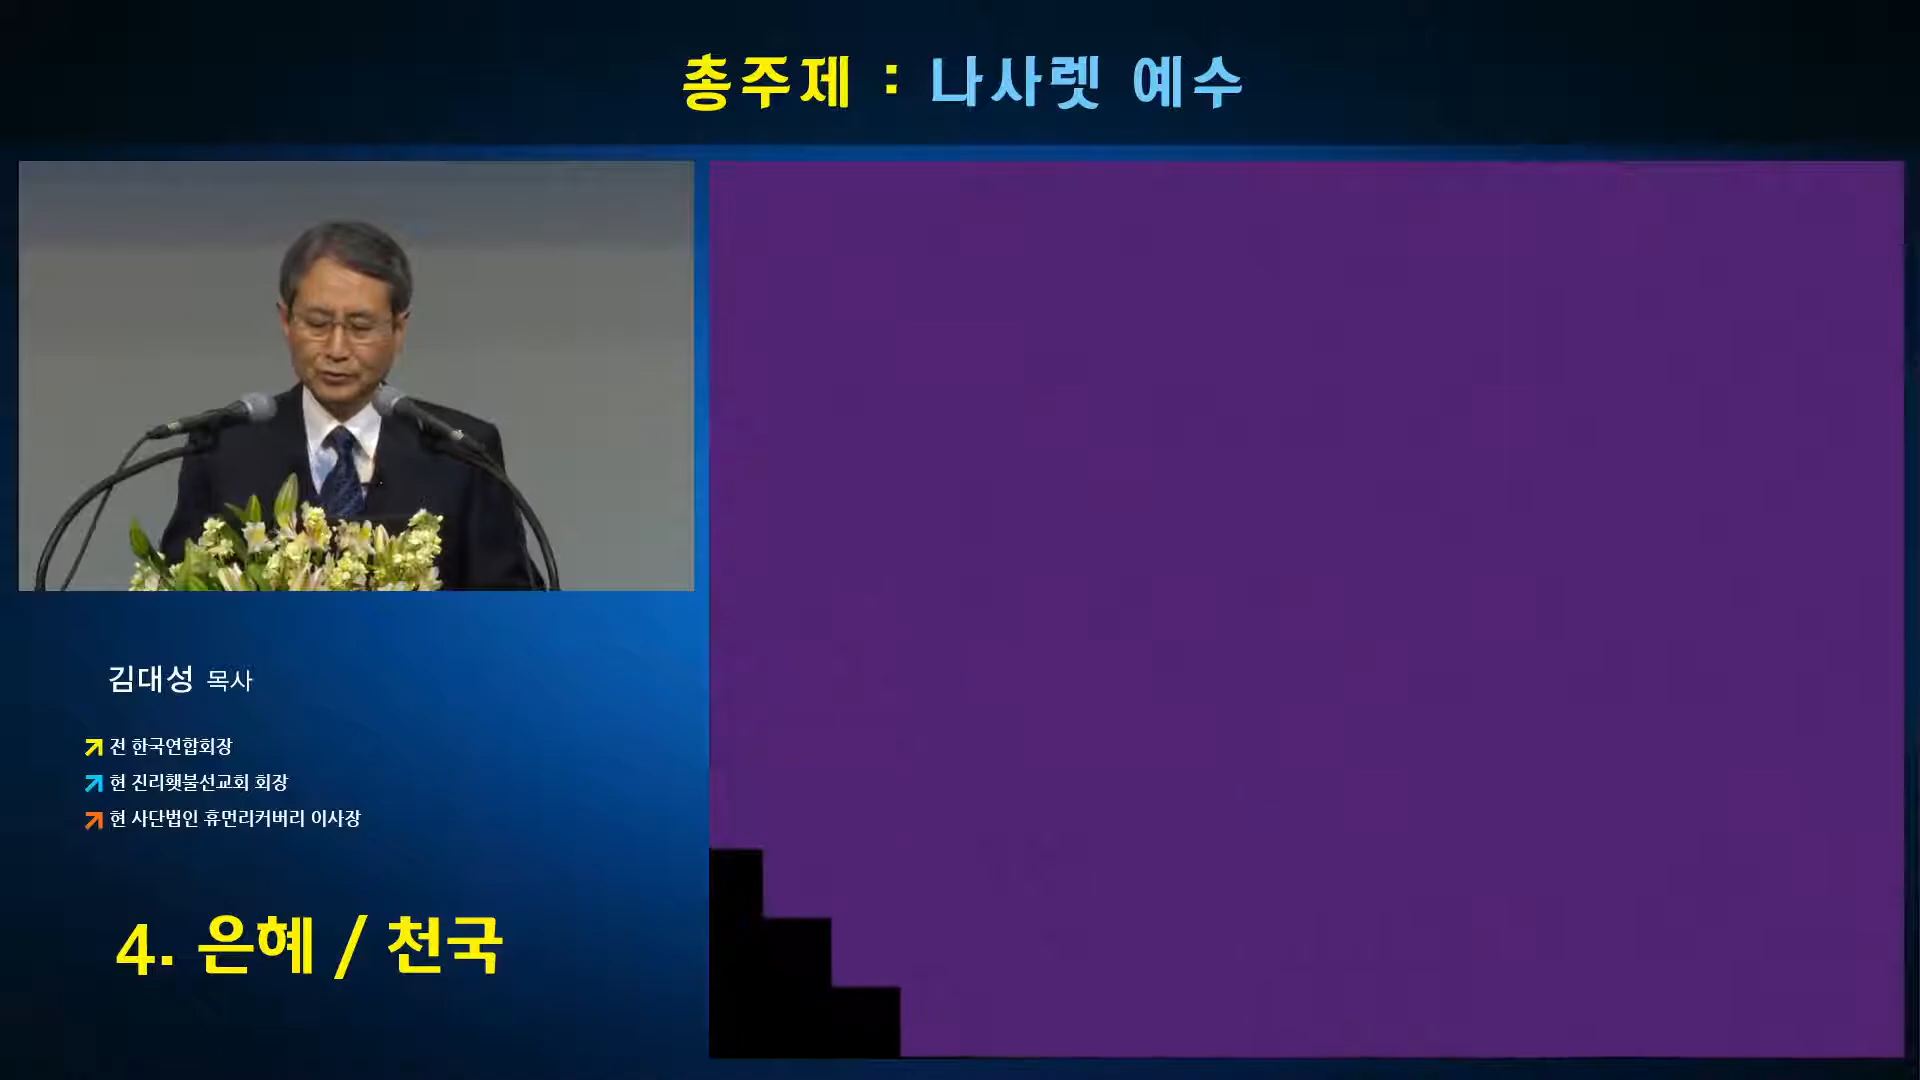 총주제 : 나사렛 예수
김대성 목사
전 한국연합회장
현 진리횃불선교회 회장
현 사단법인 휴먼리커버리 이사장
4. 은혜 / 천국